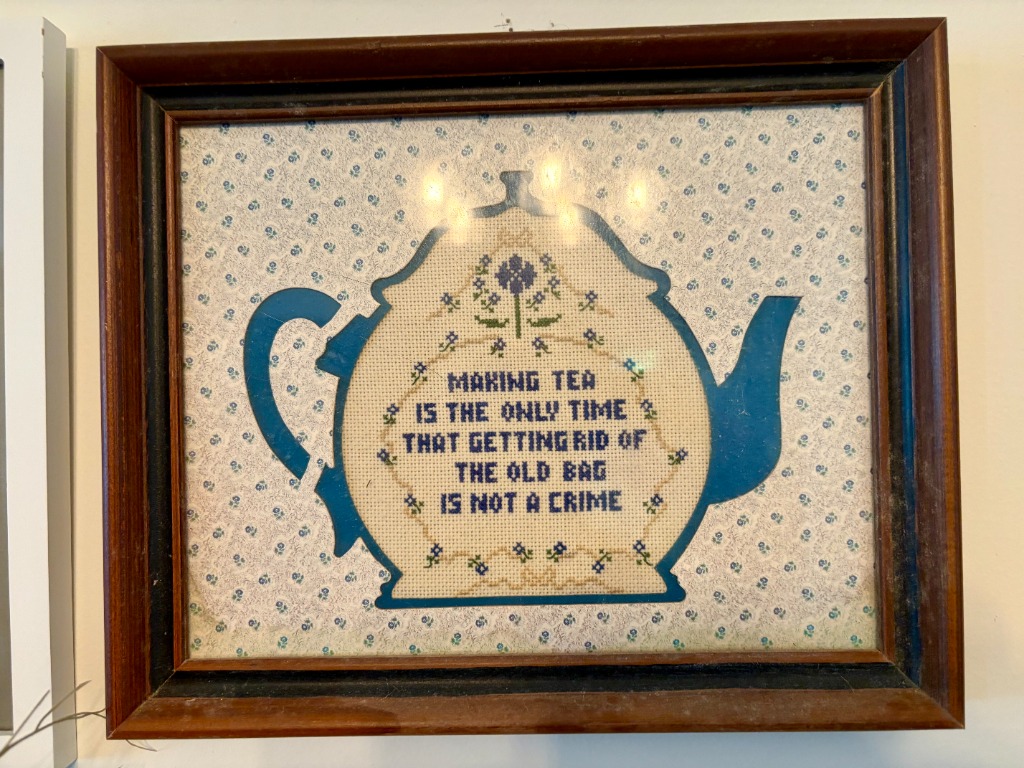 MAKING TEA
IS THE ONLY TIME
THAT GETTING RID OF
THE OLD BAG
IS NOT A CRIME